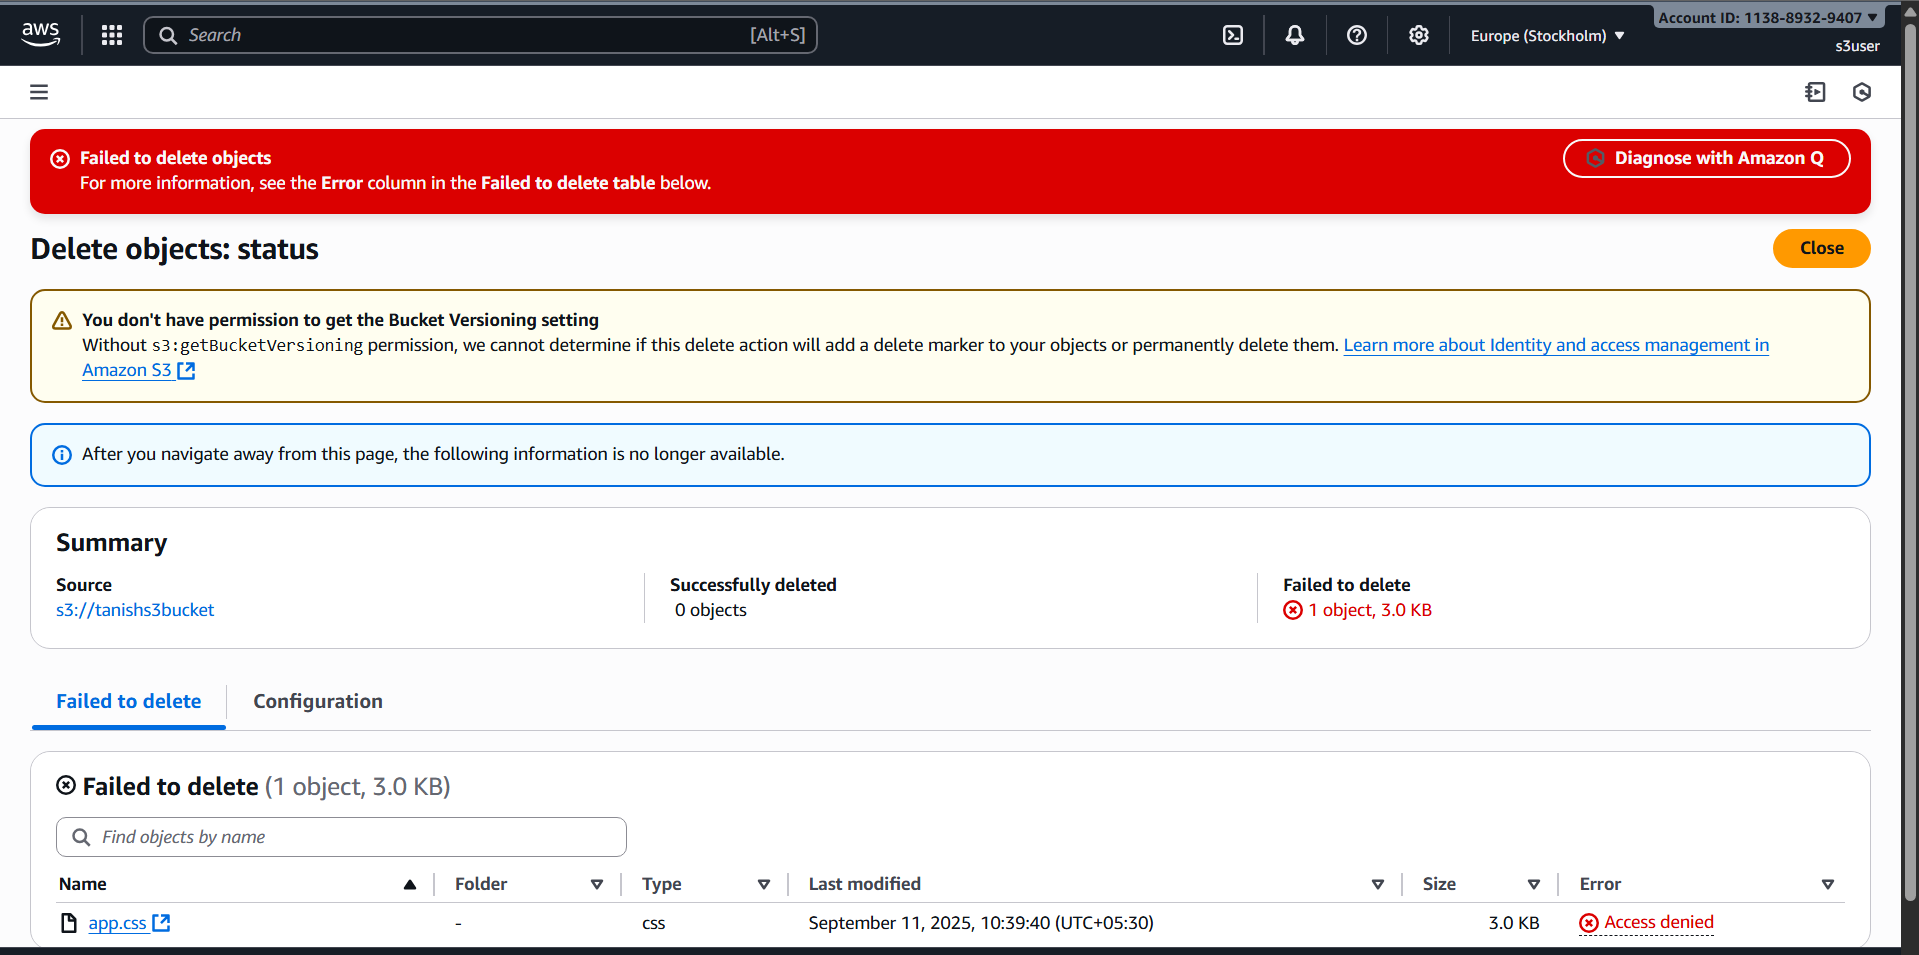 aws
Search [Alt+S]
Europe (Stockholm)
Account ID: 1138-8932-9407
s3user
Failed to delete objects
For more information, see the Error column in the Failed to delete table below.
Diagnose with Amazon Q
Delete objects: status
Close
You don't have permission to get the Bucket Versioning setting
Without s3:getBucketVersioning permission, we cannot determine if this delete action will add a delete marker to your objects or permanently delete them. Learn more about Identity and access management in
Amazon S3
After you navigate away from this page, the following information is no longer available.
Summary
Source
s3://tanishs3bucket
Successfully deleted
0 objects
Failed to delete
1 object, 3.0 KB
Failed to delete
Configuration
Failed to delete (1 object, 3.0 KB)
Find objects by name
Name Folder Type Last modified Size Error
app.css - css September 11, 2025, 10:39:40 (UTC+05:30) 3.0 KB Access denied